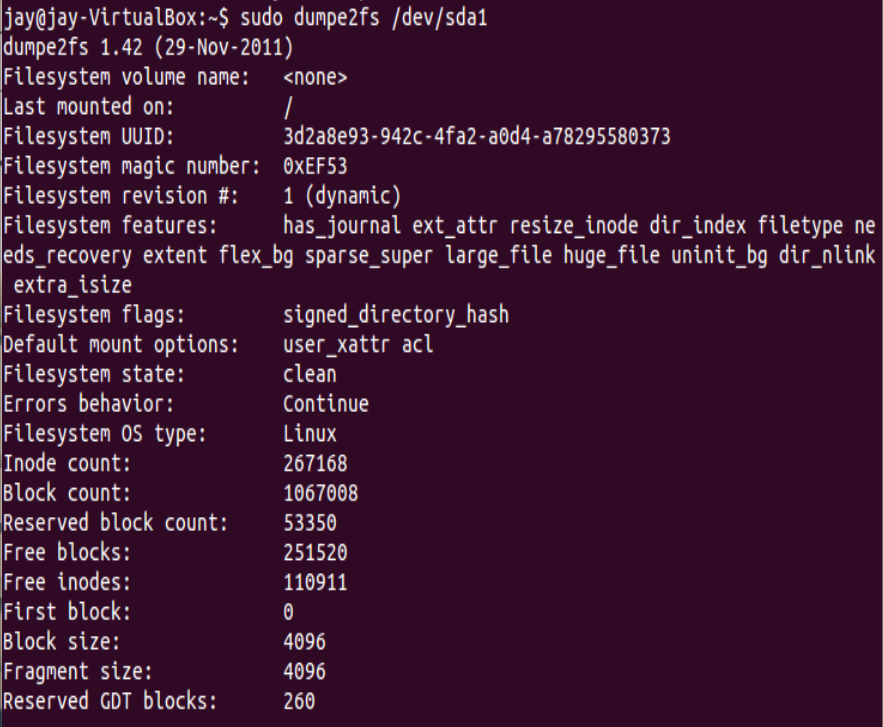 jay@jay-VirtualBox:~$ sudo dumpe2fs /dev/sda1
dumpe2fs 1.42 (29-Nov-2011)
Filesystem volume name:   <none>
Last mounted on:          /
Filesystem UUID:          3d2a8e93-942c-4fa2-a0d4-a78295580373
Filesystem magic number:  0xEF53
Filesystem revision #:    1 (dynamic)
Filesystem features:      has_journal ext_attr resize_inode dir_index filetype ne
eds_recovery extent flex_bg sparse_super large_file huge_file uninit_bg dir_nlink
 extra_isize
Filesystem flags:         signed_directory_hash
Default mount options:    user_xattr acl
Filesystem state:         clean
Errors behavior:          Continue
Filesystem OS type:       Linux
Inode count:              267168
Block count:              1067008
Reserved block count:     53350
Free blocks:              251520
Free inodes:              110911
First block:              0
Block size:               4096
Fragment size:            4096
Reserved GDT blocks:      260